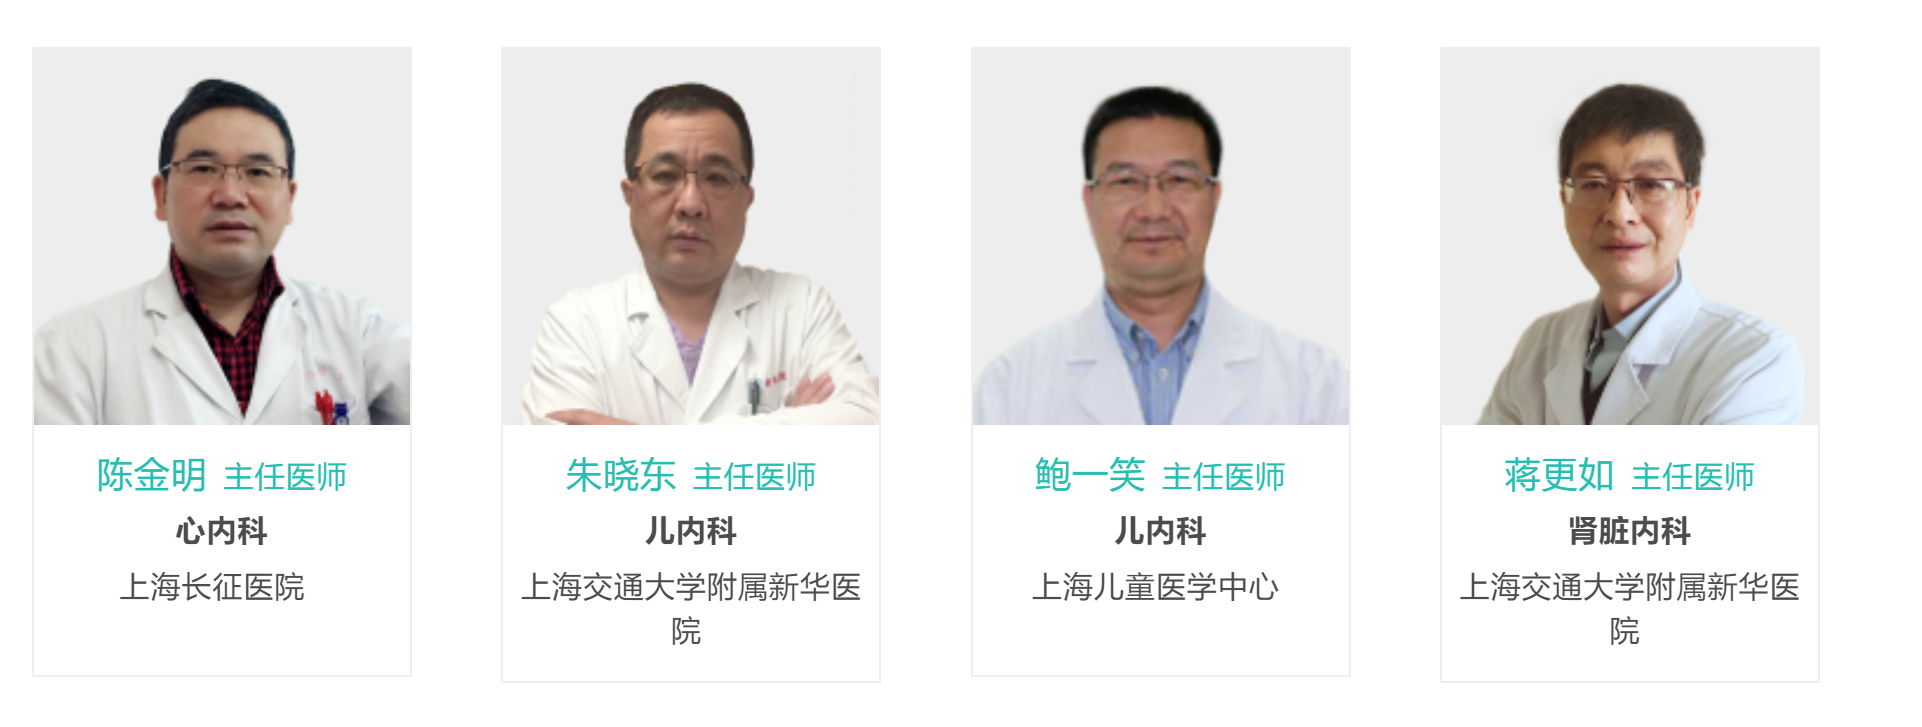 陈金明 主任医师
心内科
上海长征医院
朱晓东 主任医师
儿内科
上海交通大学附属新华医
院
鲍一笑 主任医师
儿内科
上海儿童医学中心
蒋更如 主任医师
肾脏内科
上海交通大学附属新华医
院